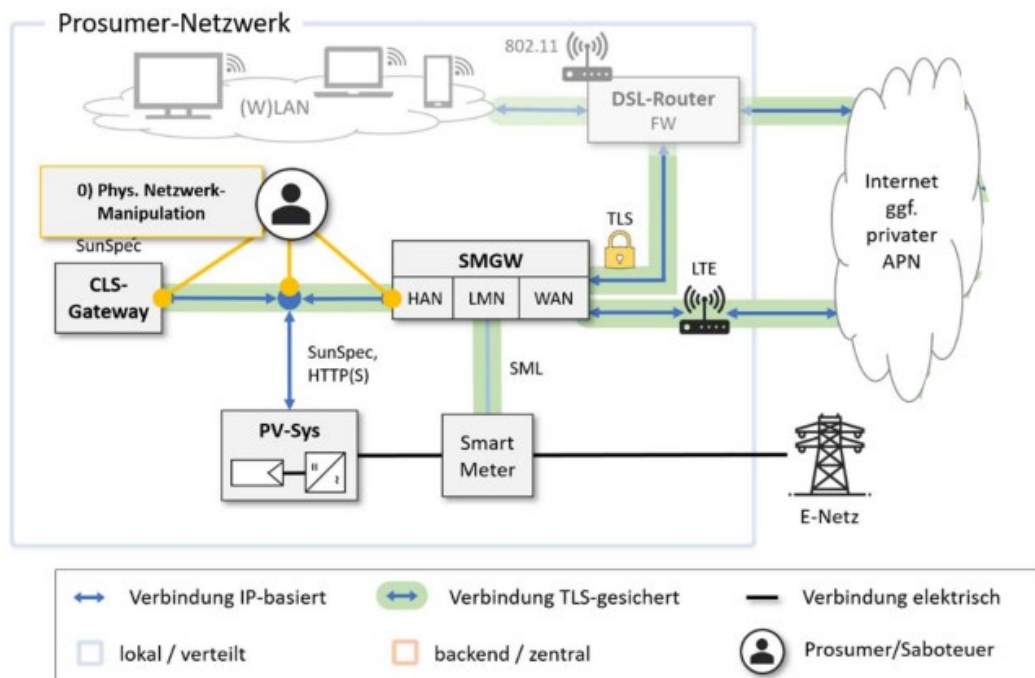 Prosumer-Netzwerk
802.11
(W)LAN
DSL-Router
FW
0) Phys. Netzwerk-
Manipulation
SunSpec
CLS-
Gateway
TLS
SMGW
HAN
LMN
WAN
LTE
Internet
ggf.
privater
APN
SunSpec,
HTTP(S)
SML
PV-Sys
Smart
Meter
E-Netz
Verbindung IP-basiert
Verbindung TLS-gesichert
Verbindung elektrisch
lokal / verteilt
backend / zentral
Prosumer/Saboteur